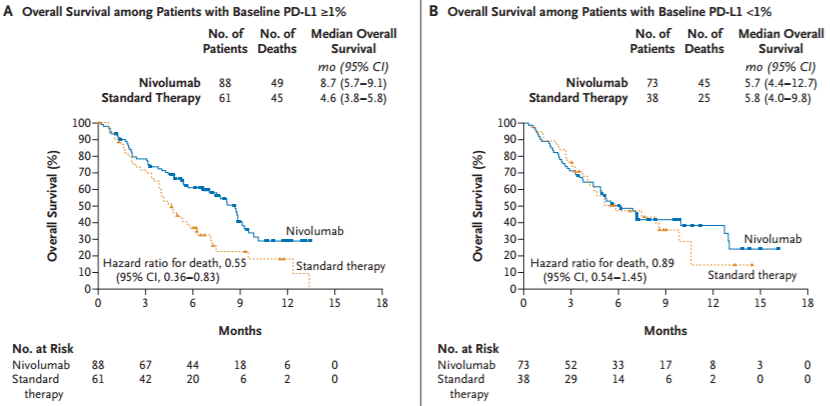 A Overall Survival among Patients with Baseline PD-L1 ≥1%
No. of No. of Median Overall
Patients Deaths Survival
mo (95% CI)
Nivolumab 88 49 8.7 (5.7–9.1)
Standard Therapy 61 45 4.6 (3.8–5.8)
Overall Survival (%)
100
90
80
70
60
50
40
30
20
10
0
Nivolumab
Standard therapy
Hazard ratio for death, 0.55
(95% CI, 0.36–0.83)
0 3 6 9 12 15 18
Months
No. at Risk
Nivolumab 88 67 44 18 6 0
Standard 61 42 20 6 2 0
therapy
B Overall Survival among Patients with Baseline PD-L1 <1%
No. of No. of Median Overall
Patients Deaths Survival
mo (95% CI)
Nivolumab 73 45 5.7 (4.4–12.7)
Standard Therapy 38 25 5.8 (4.0–9.8)
Overall Survival (%)
100
90
80
70
60
50
40
30
20
10
0
Nivolumab
Standard therapy
Hazard ratio for death, 0.89
(95% CI, 0.54–1.45)
0 3 6 9 12 15 18
Months
No. at Risk
Nivolumab 73 52 33 17 8 3 0
Standard 38 29 14 6 2 0 0
therapy